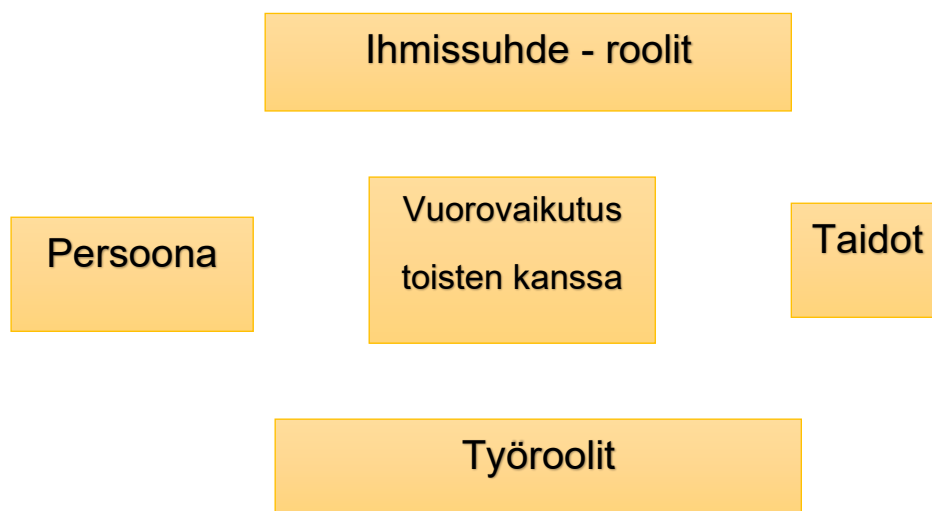 Ihmissuhde - roolit
Vuorovaikutus
toisten kanssa
Persoona
Taidot
Työroolit